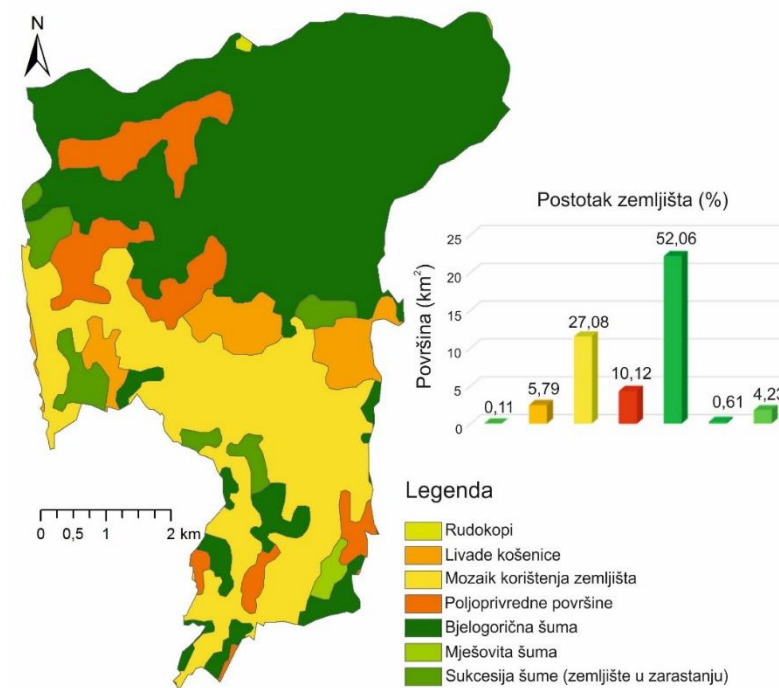 N
Postotak zemljišta (%)
Površina (km²)
25
20
15
10
5
0
0,11
5,79
27,08
10,12
52,06
0,61
4,23
0 0,5 1 2 km
Legenda
Rudokopi
Livade košenice
Mozaik korištenja zemljišta
Poljoprivredne površine
Bjelogorična šuma
Mješovita šuma
Sukcesija šume (zemljište u zarastanju)